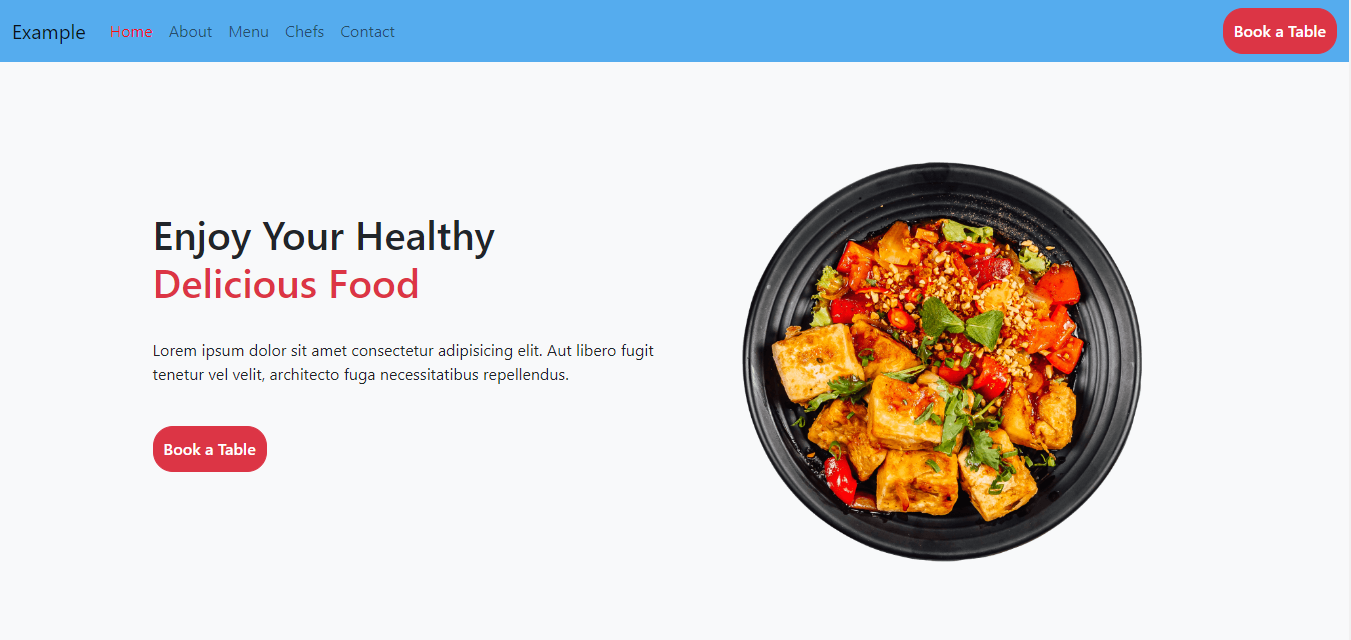 Example Home About Menu Chefs Contact Book a Table
Enjoy Your Healthy
Delicious Food
Lorem ipsum dolor sit amet consectetur adipisicing elit. Aut libero fugit
tenetur vel velit, architecto fuga necessitatibus repellendus.
Book a Table